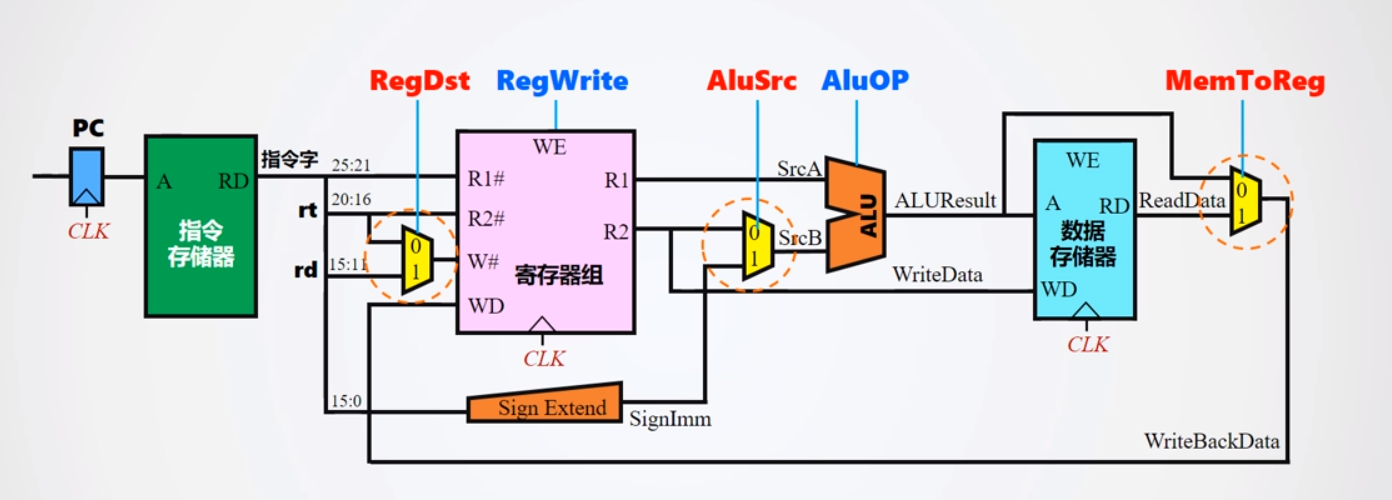 RegDst RegWrite AluSrc AluOP MemToReg
PC
CLK
A RD
指令
存储器
指令字
25:21
20:16
rt
rd
15:11
15:0
0
1
WE
R1#
R2#
W#
WD
R1
R2
寄存器组
CLK
Sign Extend
SignImm
0
1
SrcA
SrcB
ALU
ALUResult
WriteData
WE
A RD
数据
存储器
WD
CLK
ReadData
0
1
WriteBackData